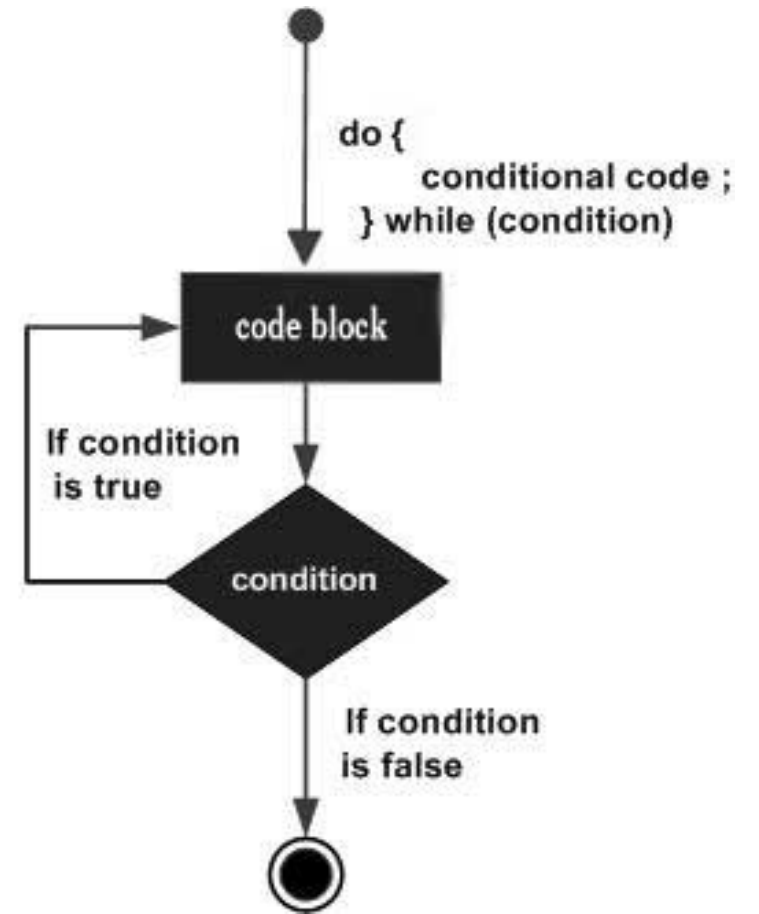 do {
conditional code ;
} while (condition)
code block
If condition
is true
condition
If condition
is false